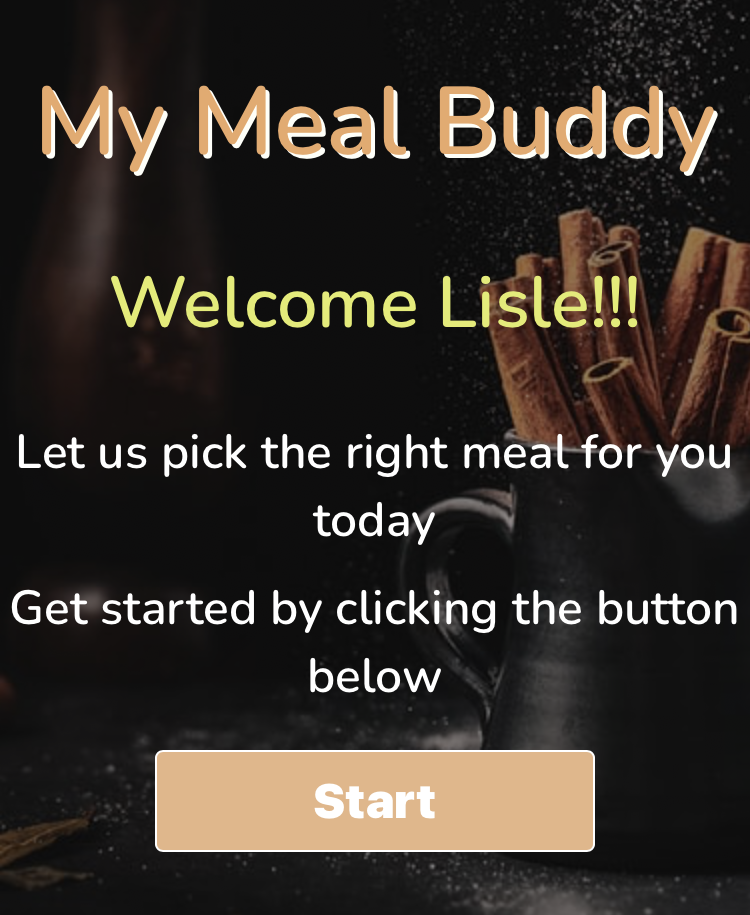 My Meal Buddy
Welcome Lisle!!!
Let us pick the right meal for you
today
Get started by clicking the button
below
Start